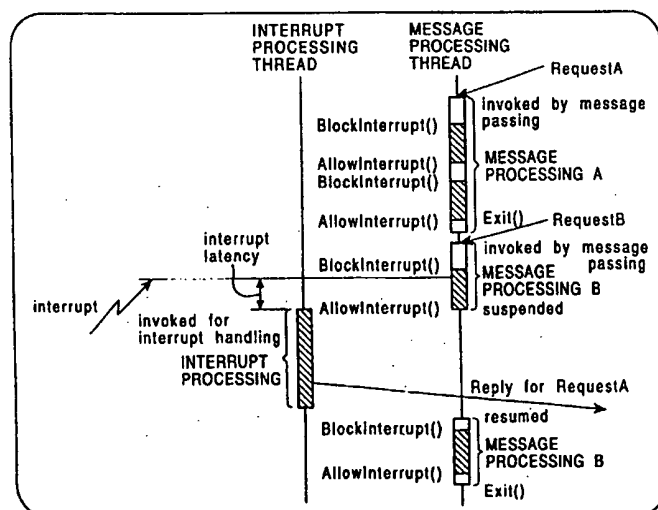 INTERRUPT
PROCESSING
THREAD
MESSAGE
PROCESSING
THREAD
RequestA
invoked by message
passing
BlockInterrupt()
AllowInterrupt()
BlockInterrupt()
MESSAGE
PROCESSING A
AllowInterrupt()
Exit()
RequestB
interrupt
latency
invoked by message
passing
BlockInterrupt()
MESSAGE
PROCESSING B
interrupt
AllowInterrupt()
suspended
invoked for
interrupt handling
INTERRUPT
PROCESSING
Reply for RequestA
resumed
BlockInterrupt()
MESSAGE
PROCESSING B
AllowInterrupt()
Exit()